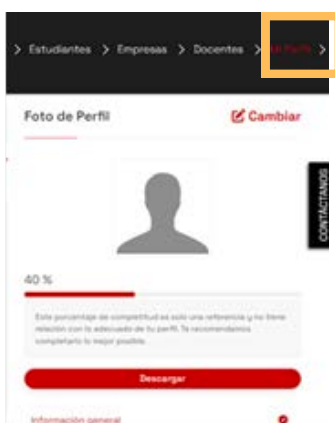 > Estudiantes > Empresas > Docentes > Mi Perfil >
Foto de Perfil Cambiar
CONTÁCTANOS
40 %
Este porcentaje de completitud es solo una referencia y no tiene
relación con lo adecuado de tu perfil. Te recomendamos
completarlo lo mejor posible.
Descargar
Información general